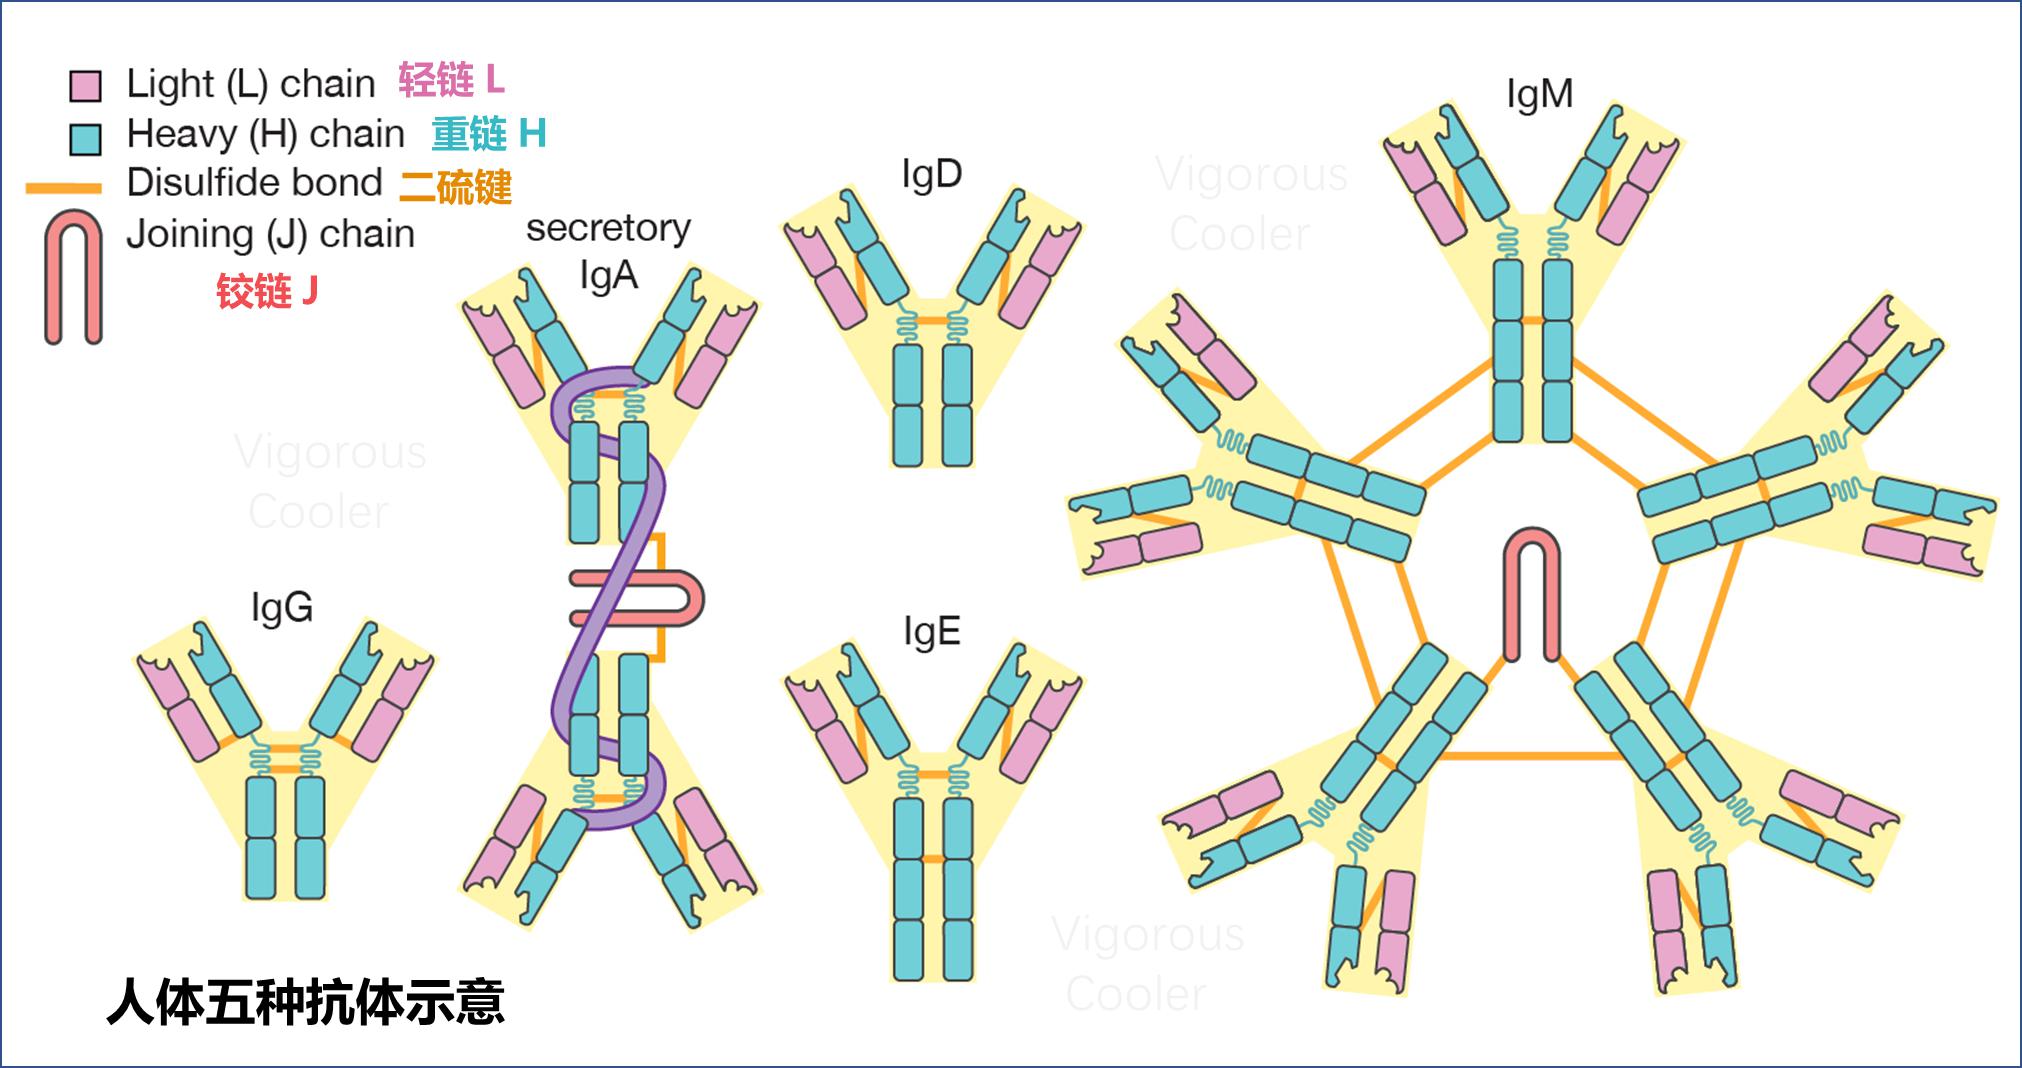 Light (L) chain 轻链 L
Heavy (H) chain 重链 H
Disulfide bond 二硫键
Joining (J) chain
铰链 J
secretory
IgA
IgD
IgM
IgG
IgE
Vigorous
Cooler
Vigorous
Cooler
Vigorous
Cooler
人体五种抗体示意